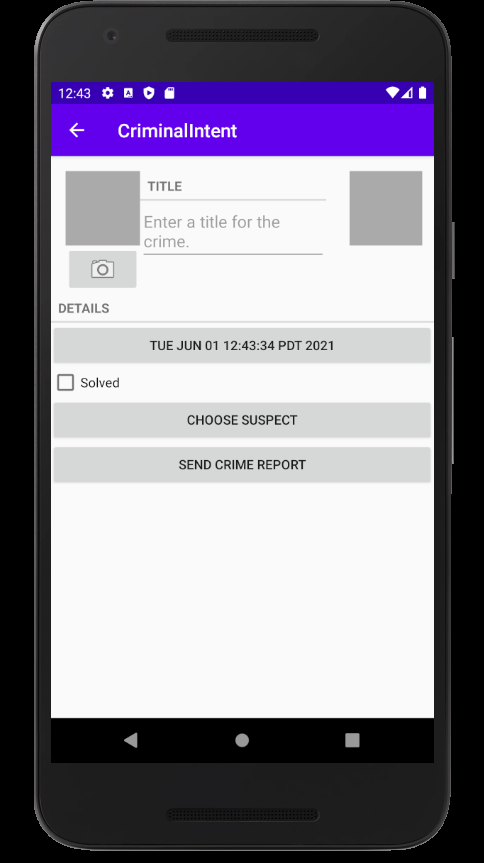 12:43
CriminalIntent
TITLE
Enter a title for the
crime.
DETAILS
TUE JUN 01 12:43:34 PDT 2021
Solved
CHOOSE SUSPECT
SEND CRIME REPORT